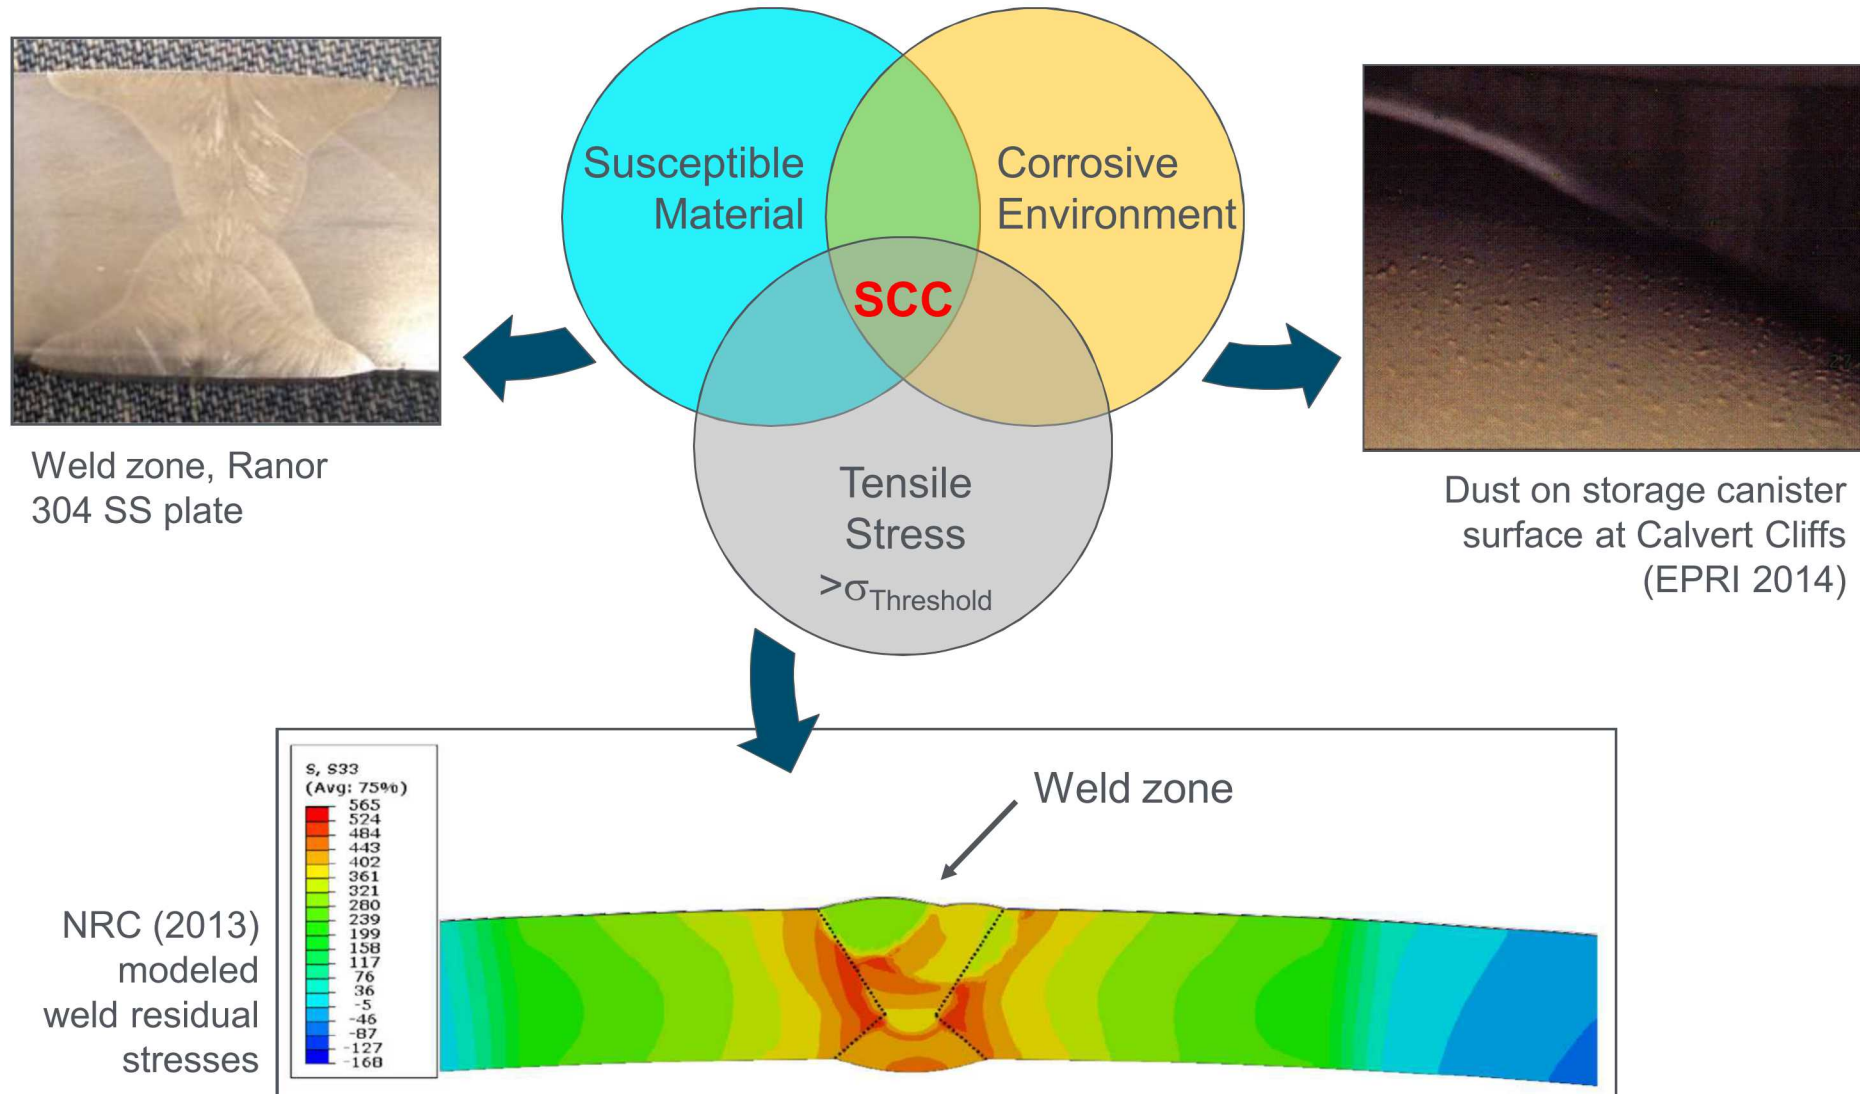 Susceptible
Material
Corrosive
Environment
SCC
Tensile
Stress
>σThreshold
Weld zone, Ranor
304 SS plate
Dust on storage canister
surface at Calvert Cliffs
(EPRI 2014)
S, S33
(Avg: 75%)
565
524
484
443
402
361
321
280
239
199
158
117
76
36
-5
-46
-87
-127
-168
Weld zone
NRC (2013)
modeled
weld residual
stresses